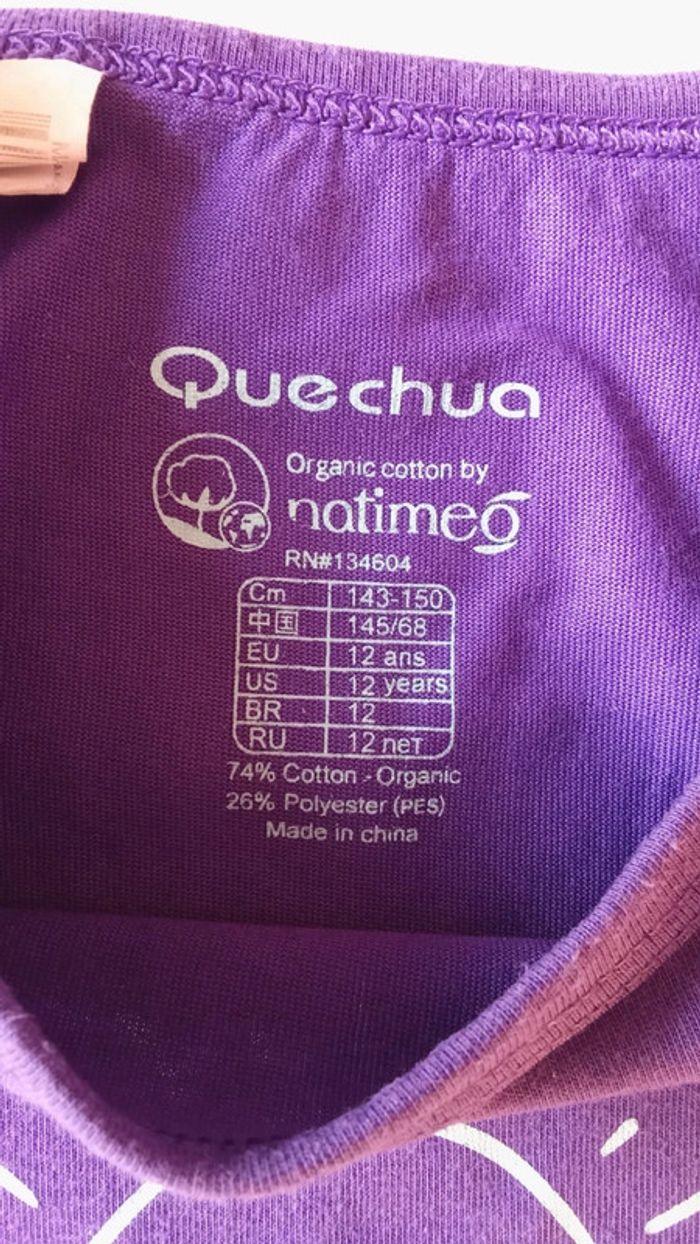 Quechua
Organic cotton by
natimeo
RN#134604
Cm 143-150
中国 145/68
EU 12 ans
US 12 years
BR 12
RU 12 лет
74% Cotton - Organic
26% Polyester (PES)
Made in china